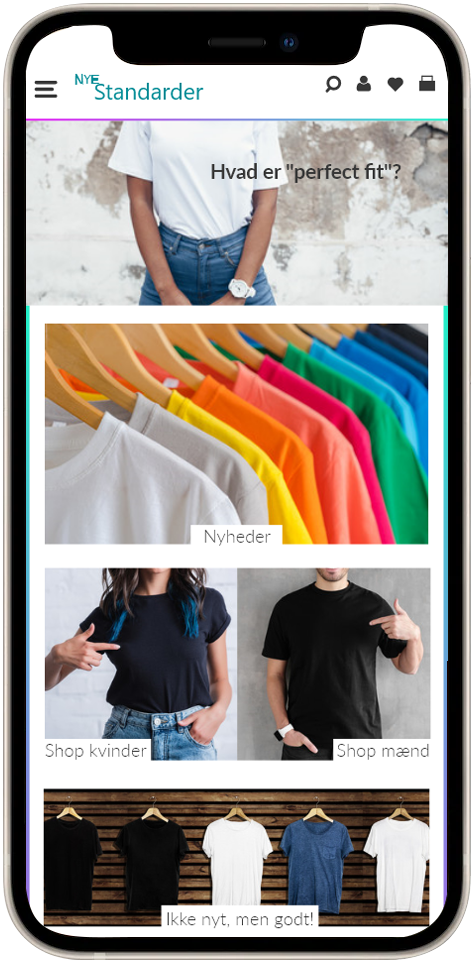 NYE
Standarder
Hvad er "perfect fit"?
Nyheder
Shop kvinder
Shop mænd
Ikke nyt, men godt!